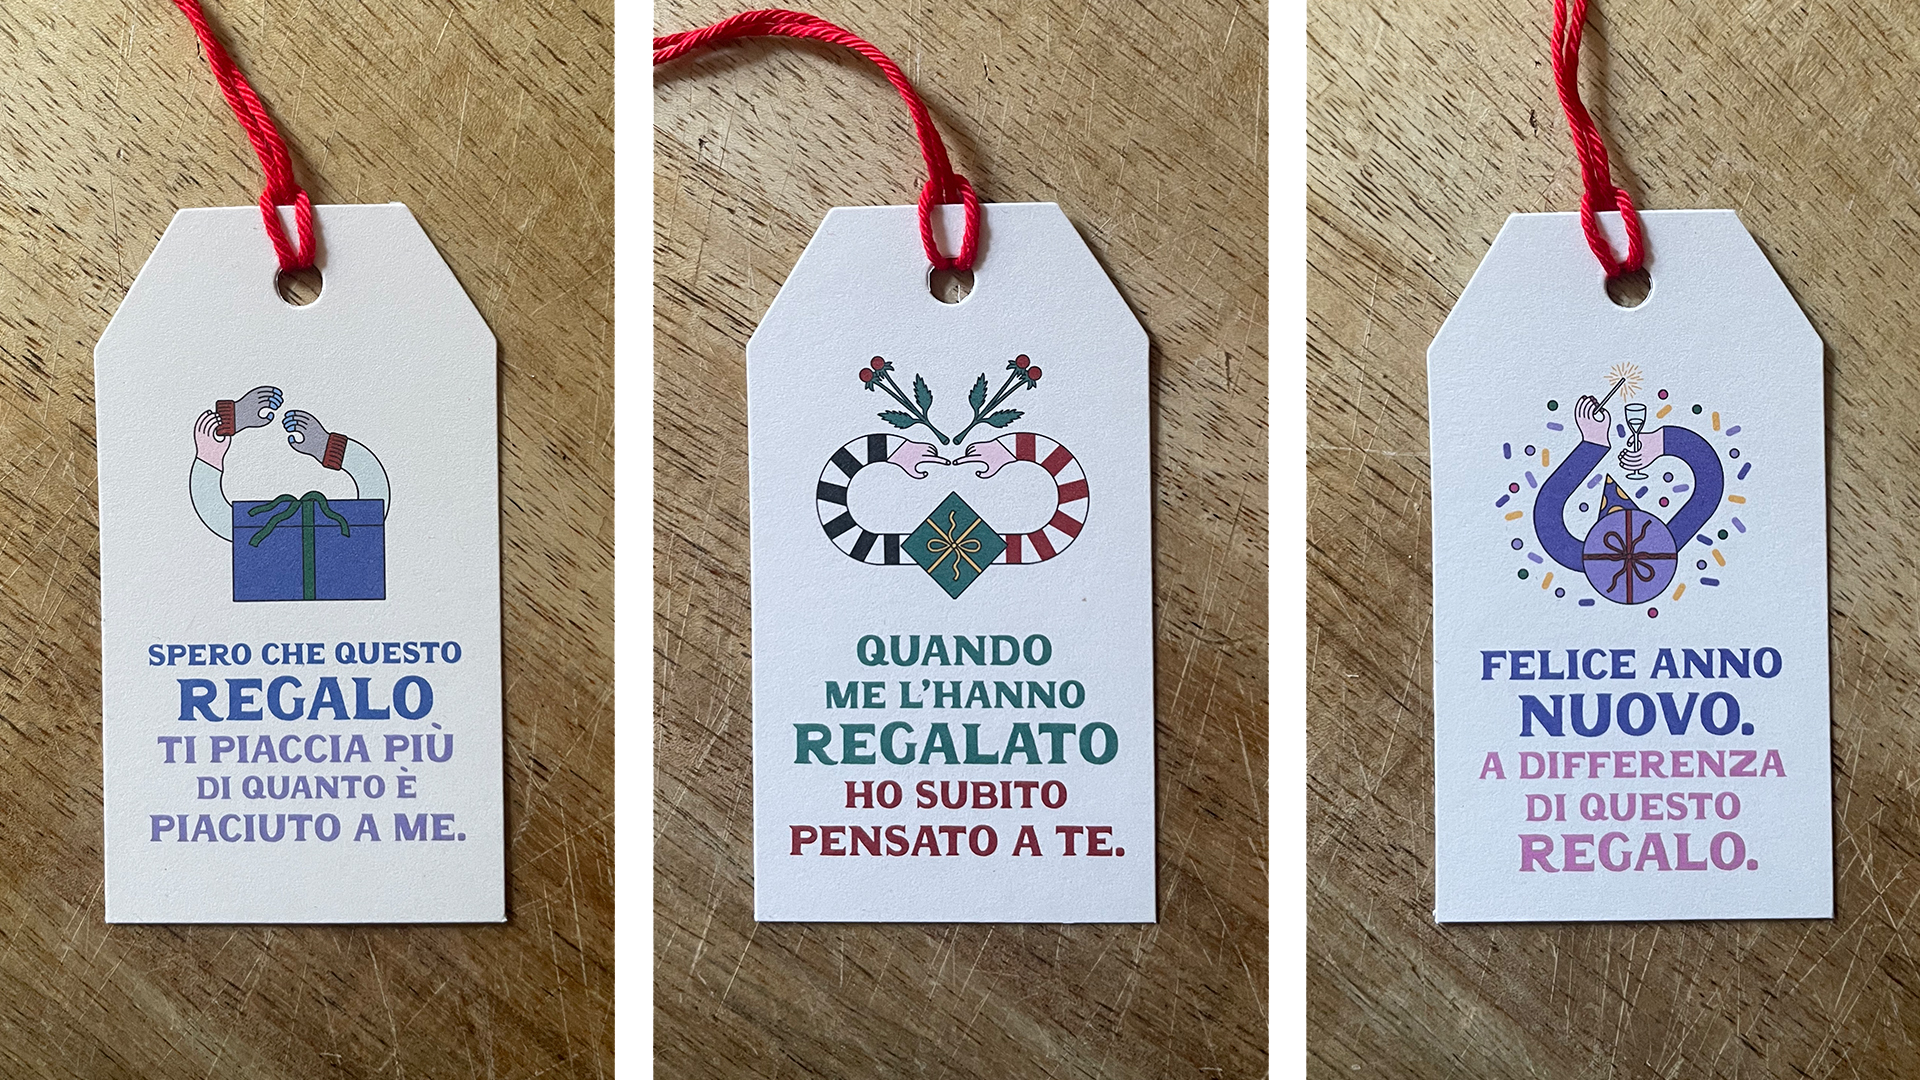 SPERO CHE QUESTO
REGALO
TI PIACCIA PIÙ
DI QUANTO È
PIACIUTO A ME.
QUANDO
ME L'HANNO
REGALATO
HO SUBITO
PENSATO A TE.
FELICE ANNO
NUOVO.
A DIFFERENZA
DI QUESTO
REGALO.